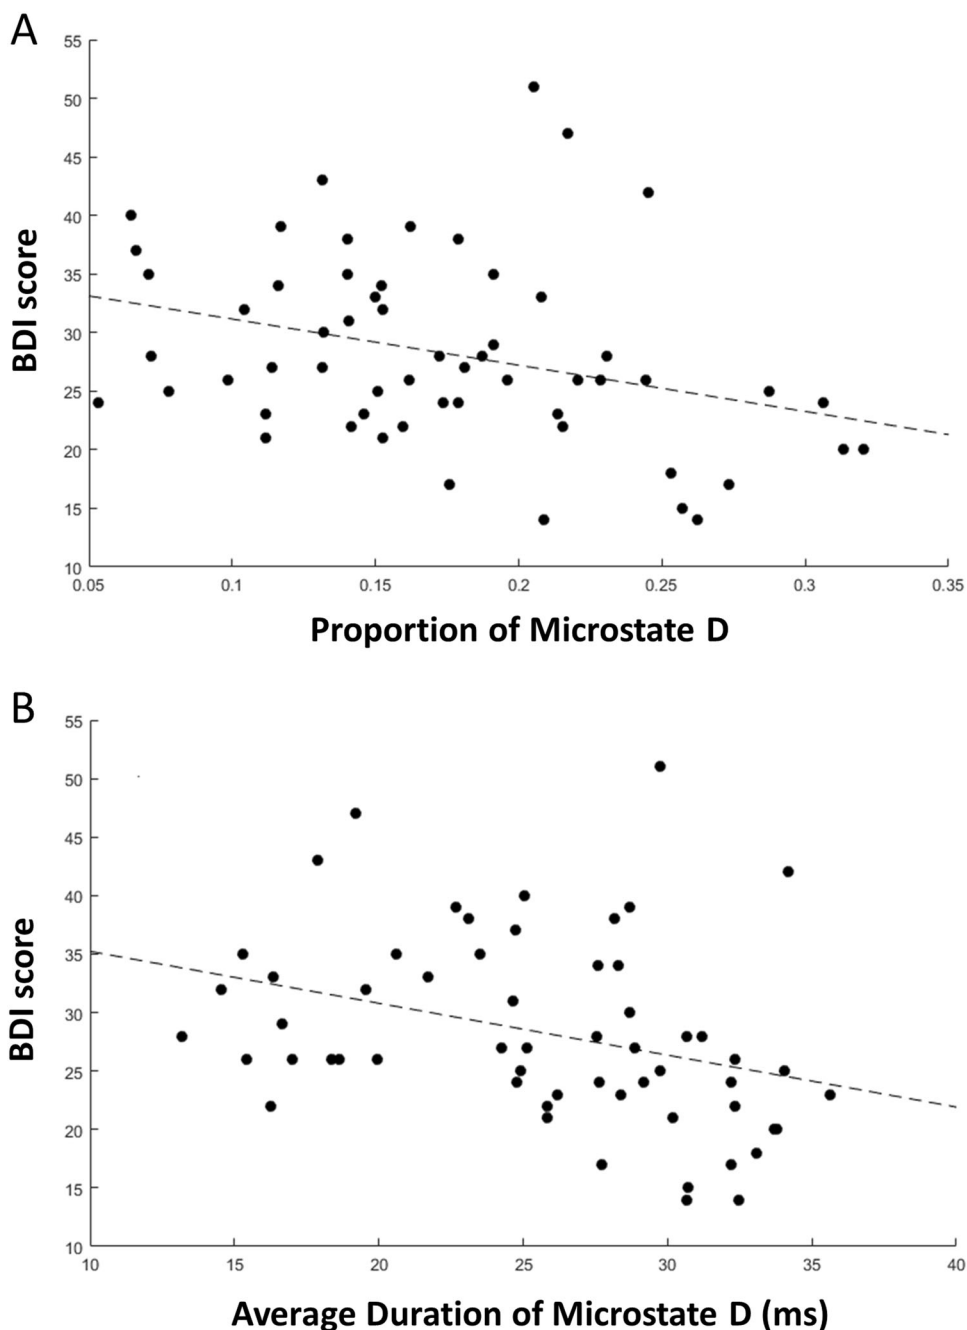 A
55
50
45
40
35
30
25
20
15
10
BDI score
0.05 0.1 0.15 0.2 0.25 0.3 0.35
Proportion of Microstate D
B
55
50
45
40
35
30
25
20
15
10
BDI score
10 15 20 25 30 35 40
Average Duration of Microstate D (ms)